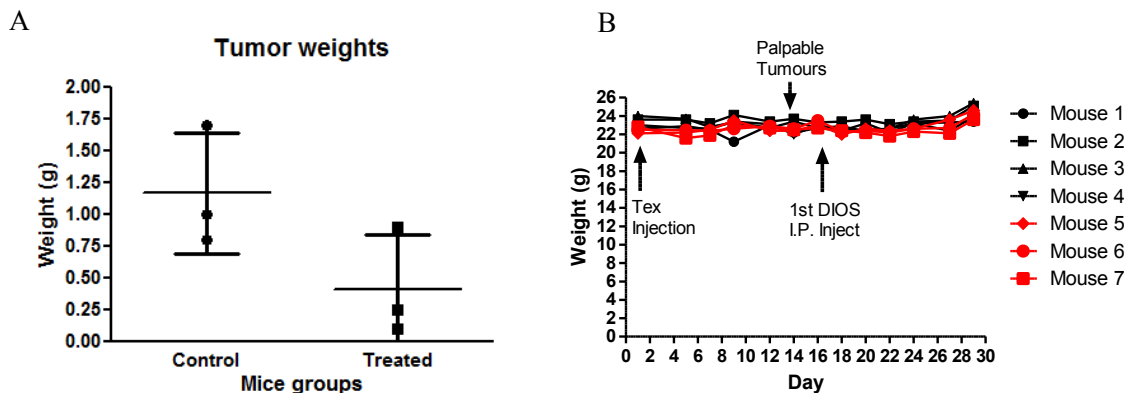 A
Tumor weights
2.00
1.75
1.50
1.25
1.00
0.75
0.50
0.25
0.00
Weight (g)
Control
Treated
Mice groups
B
Palpable
Tumours
26
24
22
20
18
16
14
12
10
8
6
4
2
0
Weight (g)
Tex
Injection
1st DIOS
I.P. Inject
0 2 4 6 8 10 12 14 16 18 20 22 24 26 28 30
Day
Mouse 1
Mouse 2
Mouse 3
Mouse 4
Mouse 5
Mouse 6
Mouse 7